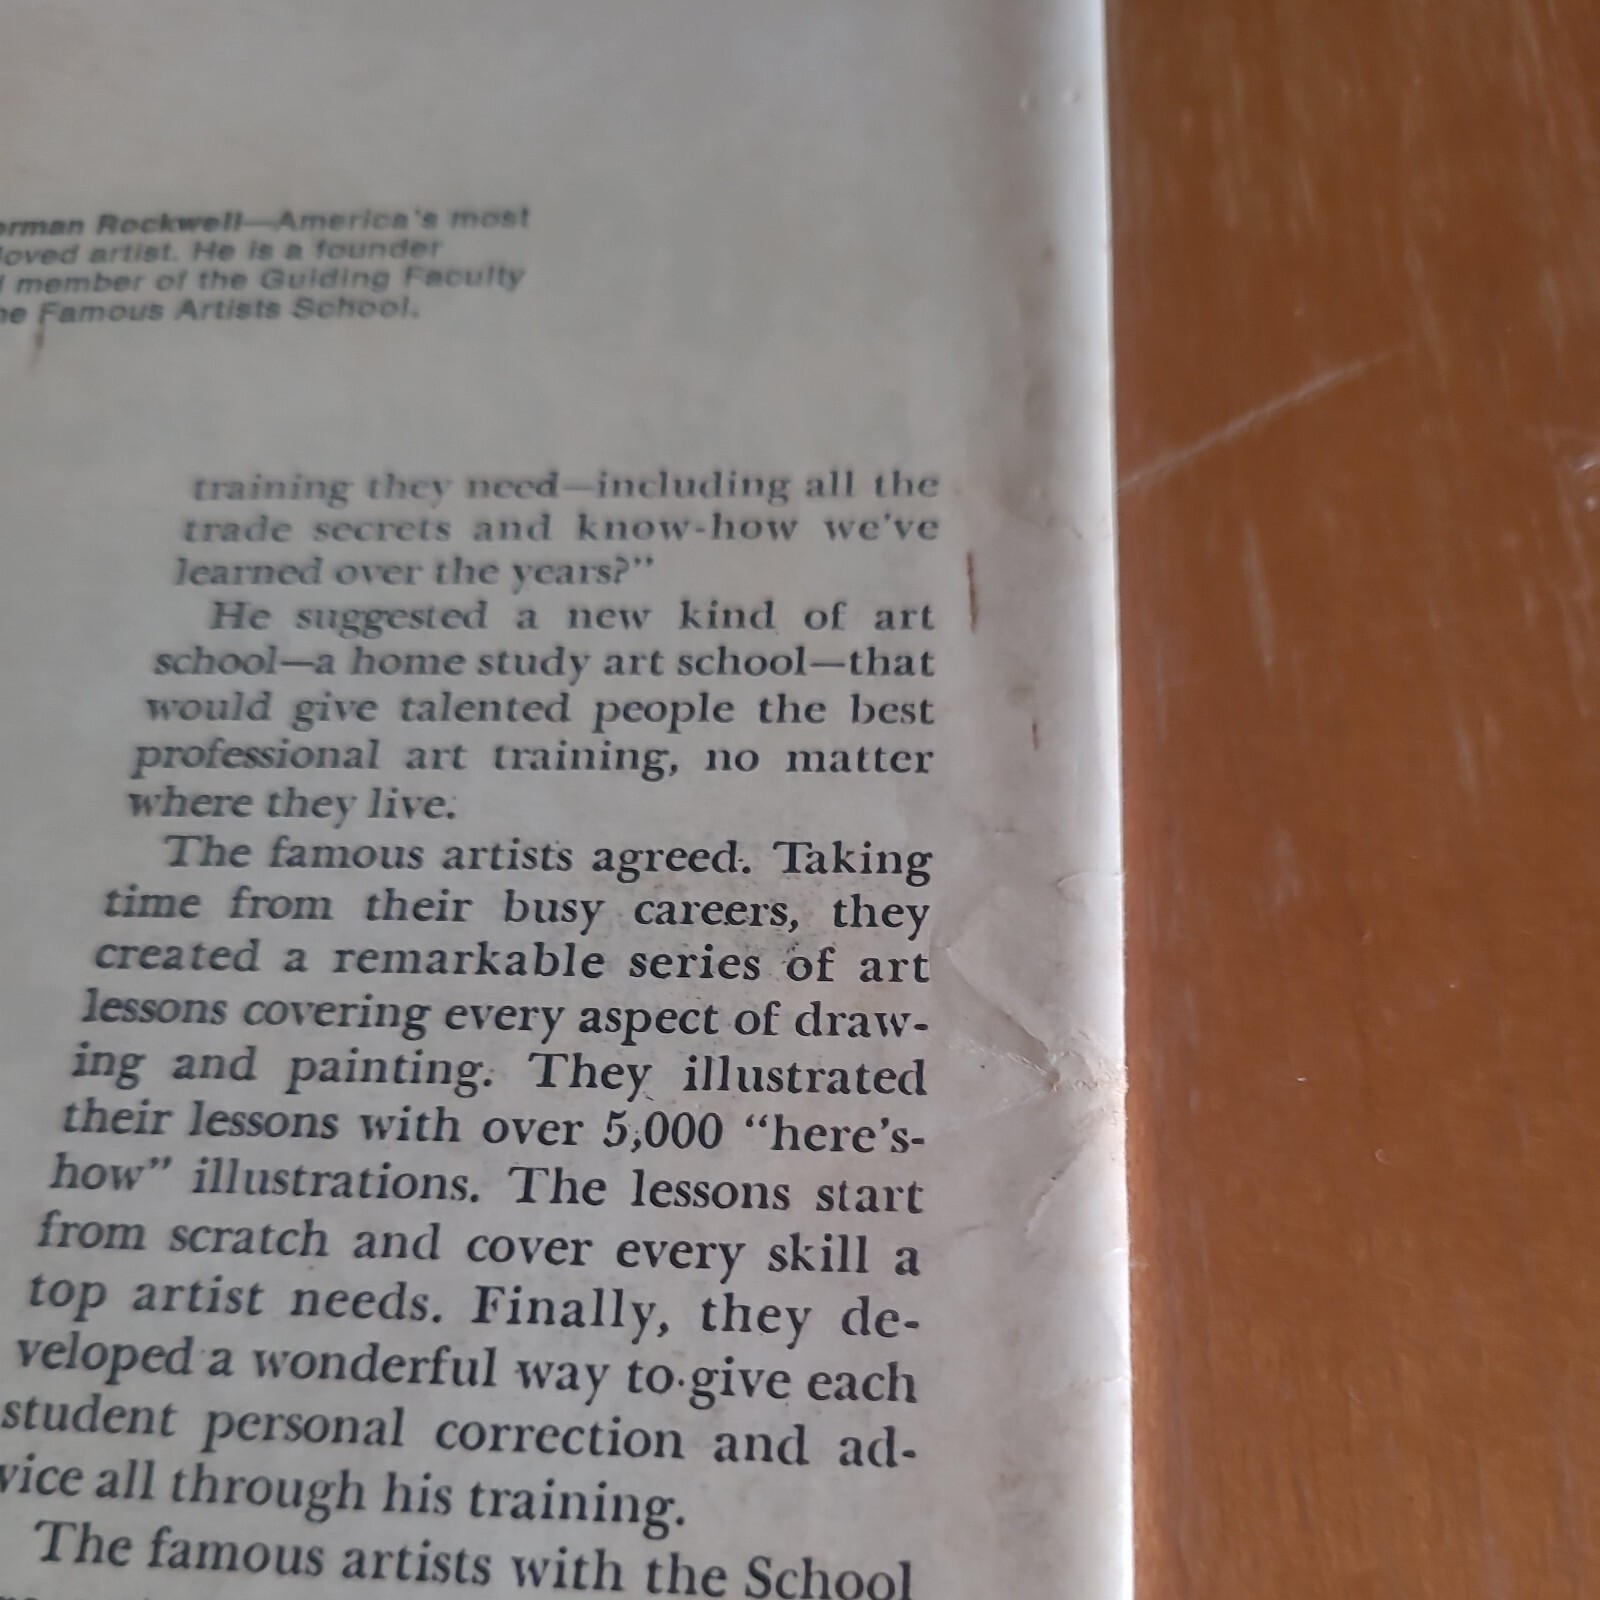 orman Rockwell—America's most
loved artist. He is a founder
member of the Guiding Faculty
he Famous Artists School.
training they need—including all the
trade secrets and know-how we've
learned over the years?”
He suggested a new kind of art
school—a home study art school—that
would give talented people the best
professional art training, no matter
where they live.
The famous artists agreed. Taking
time from their busy careers, they
created a remarkable series of art
lessons covering every aspect of draw-
ing and painting. They illustrated
their lessons with over 5,000 “here's-
how” illustrations. The lessons start
from scratch and cover every skill a
top artist needs. Finally, they de-
veloped a wonderful way to give each
student personal correction and ad-
vice all through his training.
The famous artists with the School